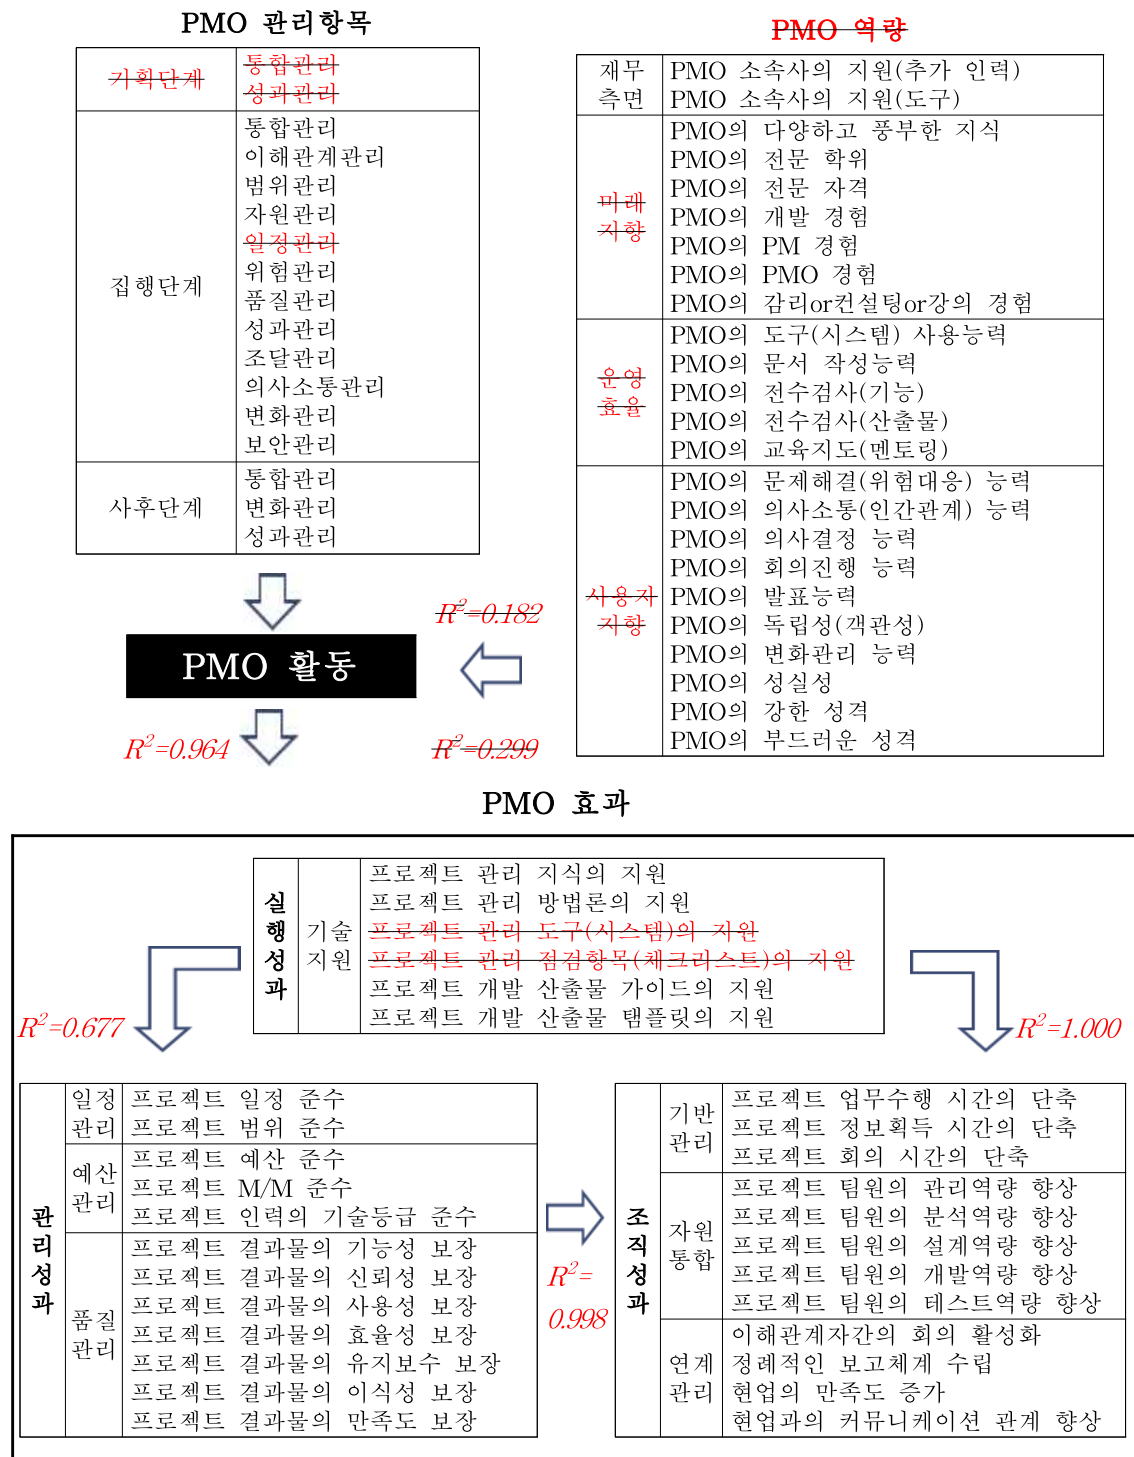 PMO 관리항목
기획단계
통합관리
성과관리
집행단계
통합관리
이해관계관리
범위관리
자원관리
일정관리
위험관리
품질관리
성과관리
조달관리
의사소통관리
변화관리
보안관리
사후단계
통합관리
변화관리
성과관리
PMO 역량
재무
측면
PMO 소속사의 지원(추가 인력)
PMO 소속사의 지원(도구)
미래
지향
PMO의 다양하고 풍부한 지식
PMO의 전문 학위
PMO의 전문 자격
PMO의 개발 경험
PMO의 PM 경험
PMO의 PMO 경험
PMO의 감리or컨설팅or강의 경험
운영
효율
PMO의 도구(시스템) 사용능력
PMO의 문서 작성능력
PMO의 전수검사(기능)
PMO의 전수검사(산출물)
PMO의 교육지도(멘토링)
사용자
지향
PMO의 문제해결(위험대응) 능력
PMO의 의사소통(인간관계) 능력
PMO의 의사결정 능력
PMO의 회의진행 능력
PMO의 발표능력
PMO의 독립성(객관성)
PMO의 변화관리 능력
PMO의 성실성
PMO의 강한 성격
PMO의 부드러운 성격
R²=0.182
PMO 활동
R²=0.964
R²=0.299
PMO 효과
실행성과
기술
지원
프로젝트 관리 지식의 지원
프로젝트 관리 방법론의 지원
프로젝트 관리 도구(시스템)의 지원
프로젝트 관리 점검항목(체크리스트)의 지원
프로젝트 개발 산출물 가이드의 지원
프로젝트 개발 산출물 탬플릿의 지원
R²=0.677
R²=1.000
관리성과
일정
관리
프로젝트 일정 준수
프로젝트 범위 준수
예산
관리
프로젝트 예산 준수
프로젝트 M/M 준수
프로젝트 인력의 기술등급 준수
품질
관리
프로젝트 결과물의 기능성 보장
프로젝트 결과물의 신뢰성 보장
프로젝트 결과물의 사용성 보장
프로젝트 결과물의 효율성 보장
프로젝트 결과물의 유지보수 보장
프로젝트 결과물의 이식성 보장
프로젝트 결과물의 만족도 보장
R²=
0.998
조직성과
기반
관리
프로젝트 업무수행 시간의 단축
프로젝트 정보획득 시간의 단축
프로젝트 회의 시간의 단축
자원
통합
프로젝트 팀원의 관리역량 향상
프로젝트 팀원의 분석역량 향상
프로젝트 팀원의 설계역량 향상
프로젝트 팀원의 개발역량 향상
프로젝트 팀원의 테스트역량 향상
연계
관리
이해관계자간의 회의 활성화
정례적인 보고체계 수립
현업의 만족도 증가
현업과의 커뮤니케이션 관계 향상